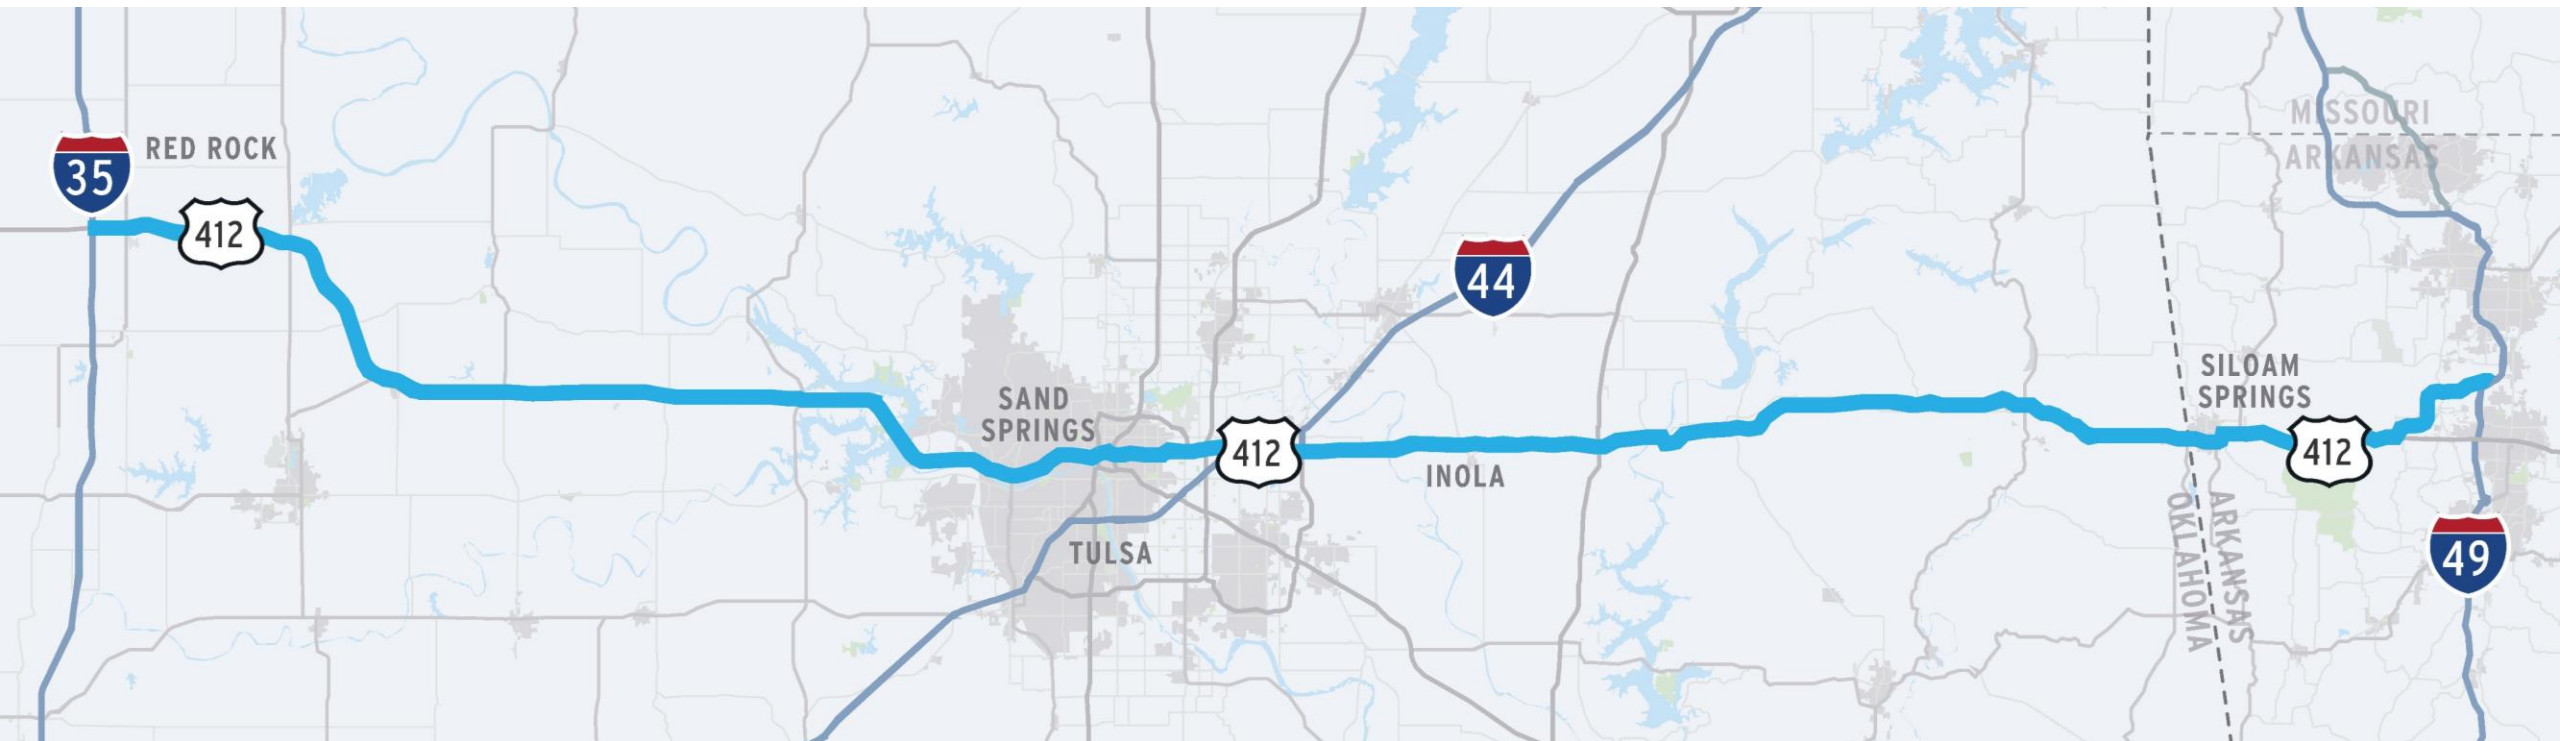 MISSOURI
ARKANSAS
35
RED ROCK
412
44
SILOAM
SPRINGS
SAND
SPRINGS
412
412
INOLA
OKLAHOMA
ARKANSAS
TULSA
49